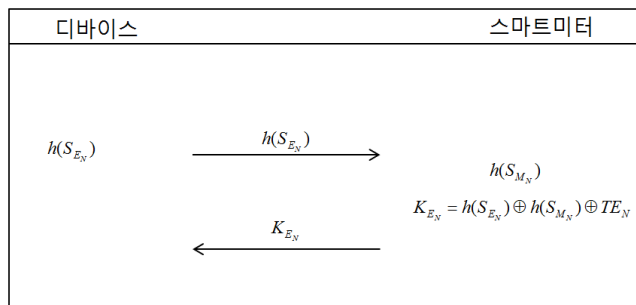 디바이스 스마트미터
h(S_{E_N}) h(S_{E_N})
h(S_{M_N})
K_{E_N} = h(S_{E_N}) ⊕ h(S_{M_N}) ⊕ TE_N
K_{E_N}